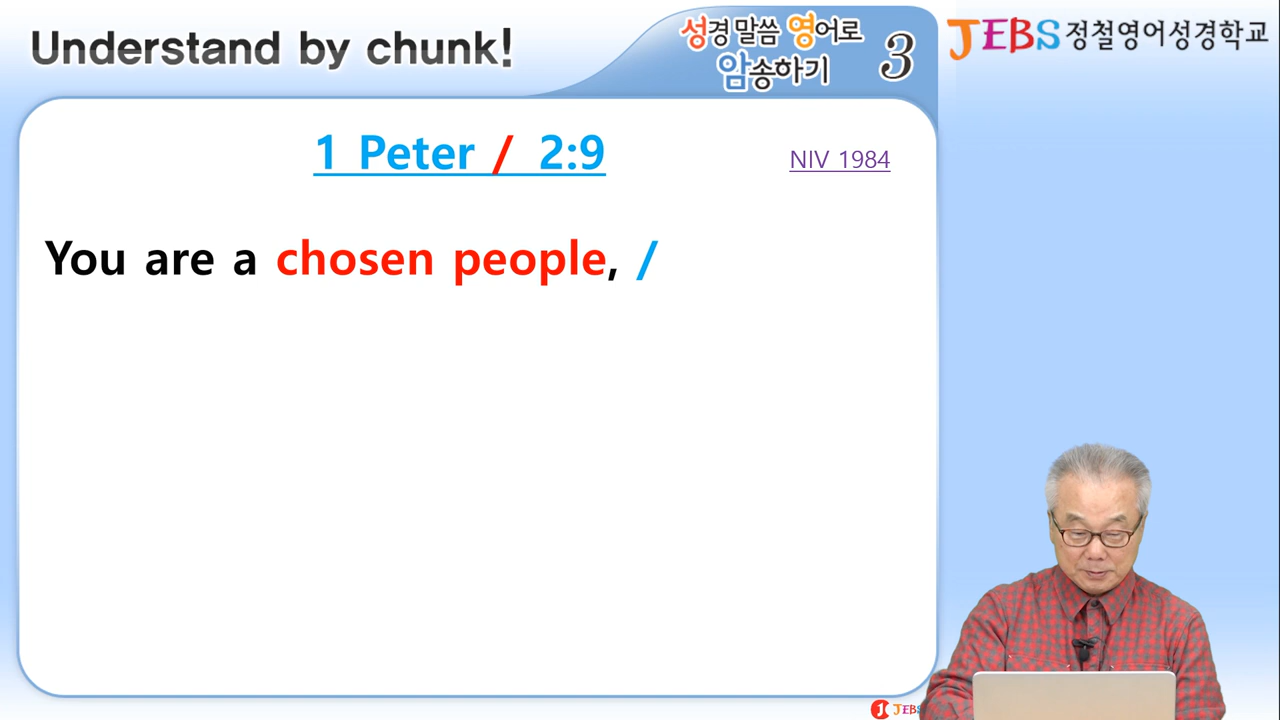 Understand by chunk!
성경 말씀 영어로
암송하기
3
JEBS 정철영어성경학교
1 Peter / 2:9
NIV 1984
You are a chosen people, /
JEBS